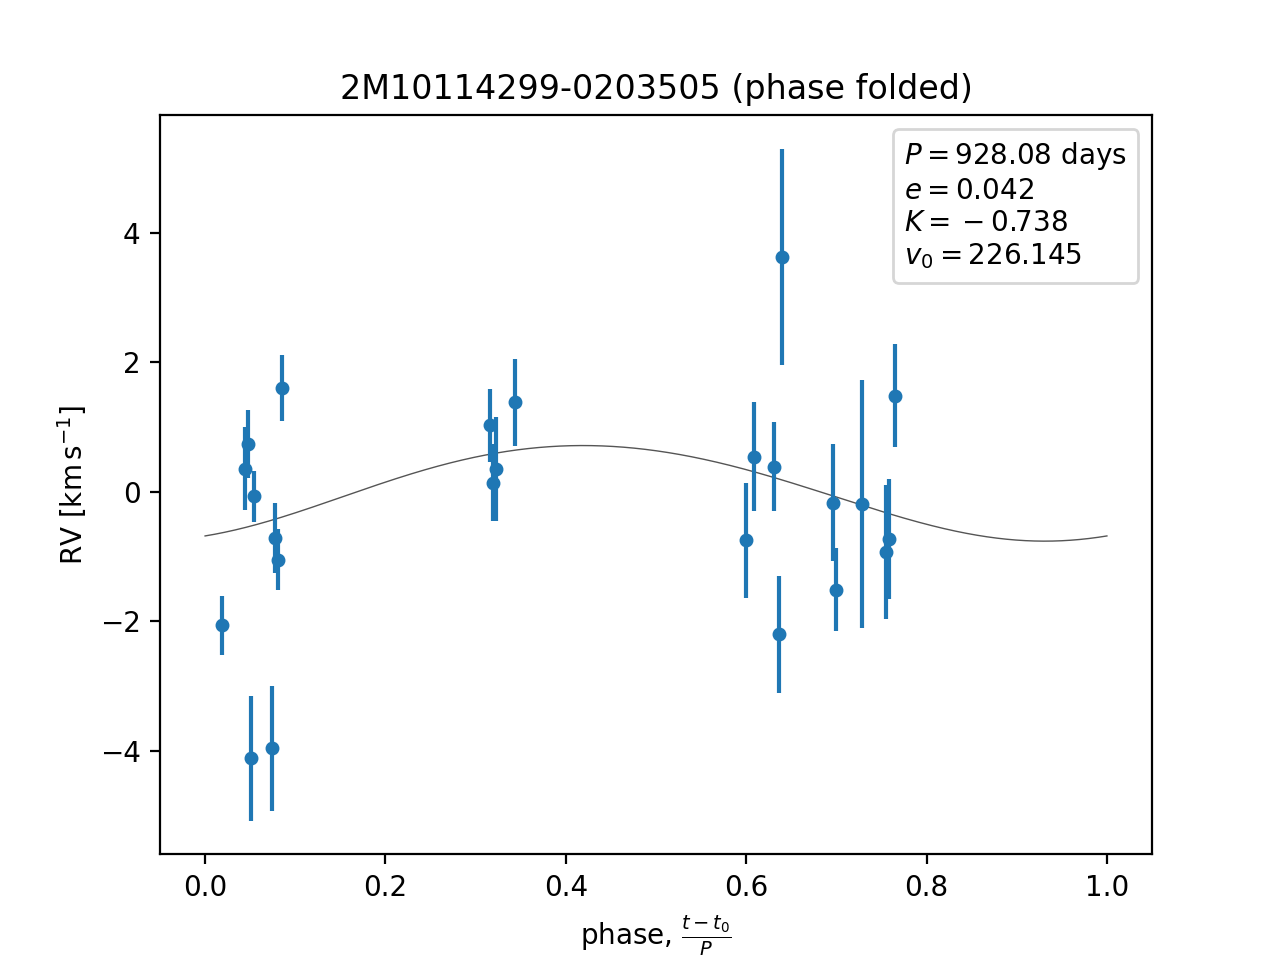 2M10114299-0203505 (phase folded)
P = 928.08 days
e = 0.042
K = −0.738
v₀ = 226.145
4
2
0
−2
−4
RV [km s⁻¹]
0.0 0.2 0.4 0.6 0.8 1.0
phase, (t − t₀)/P